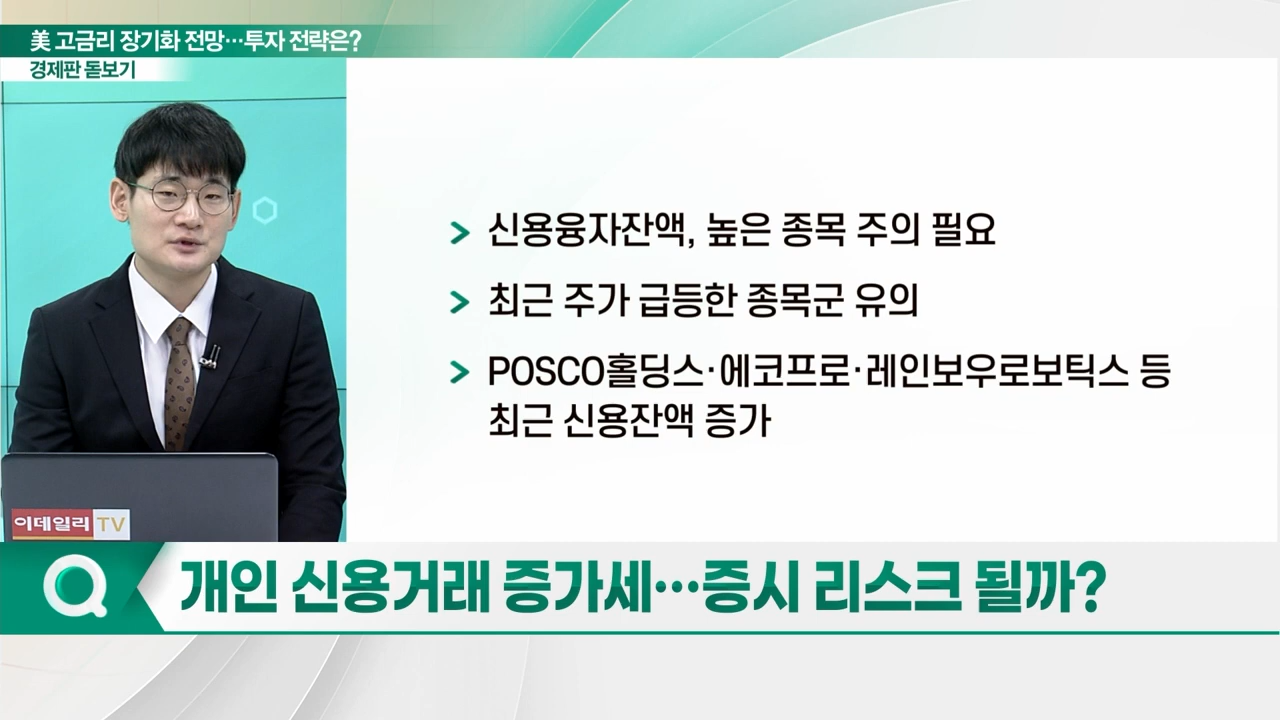 美 고금리 장기화 전망…투자 전략은?
경제판 돋보기
신용융자잔액, 높은 종목 주의 필요
최근 주가 급등한 종목군 유의
POSCO홀딩스·에코프로·레인보우로보틱스 등
최근 신용잔액 증가
이데일리 TV
개인 신용거래 증가세…증시 리스크 될까?